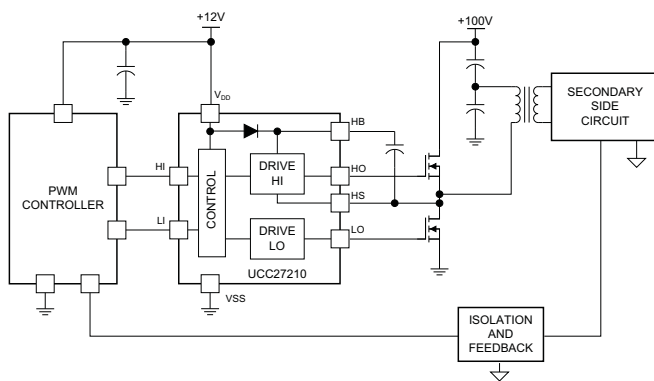 +12V
+100V
VDD
HB
SECONDARY
SIDE
CIRCUIT
HI
CONTROL
DRIVE
HI
HO
PWM
CONTROLLER
HS
LI
DRIVE
LO
LO
UCC27210
VSS
ISOLATION
AND
FEEDBACK